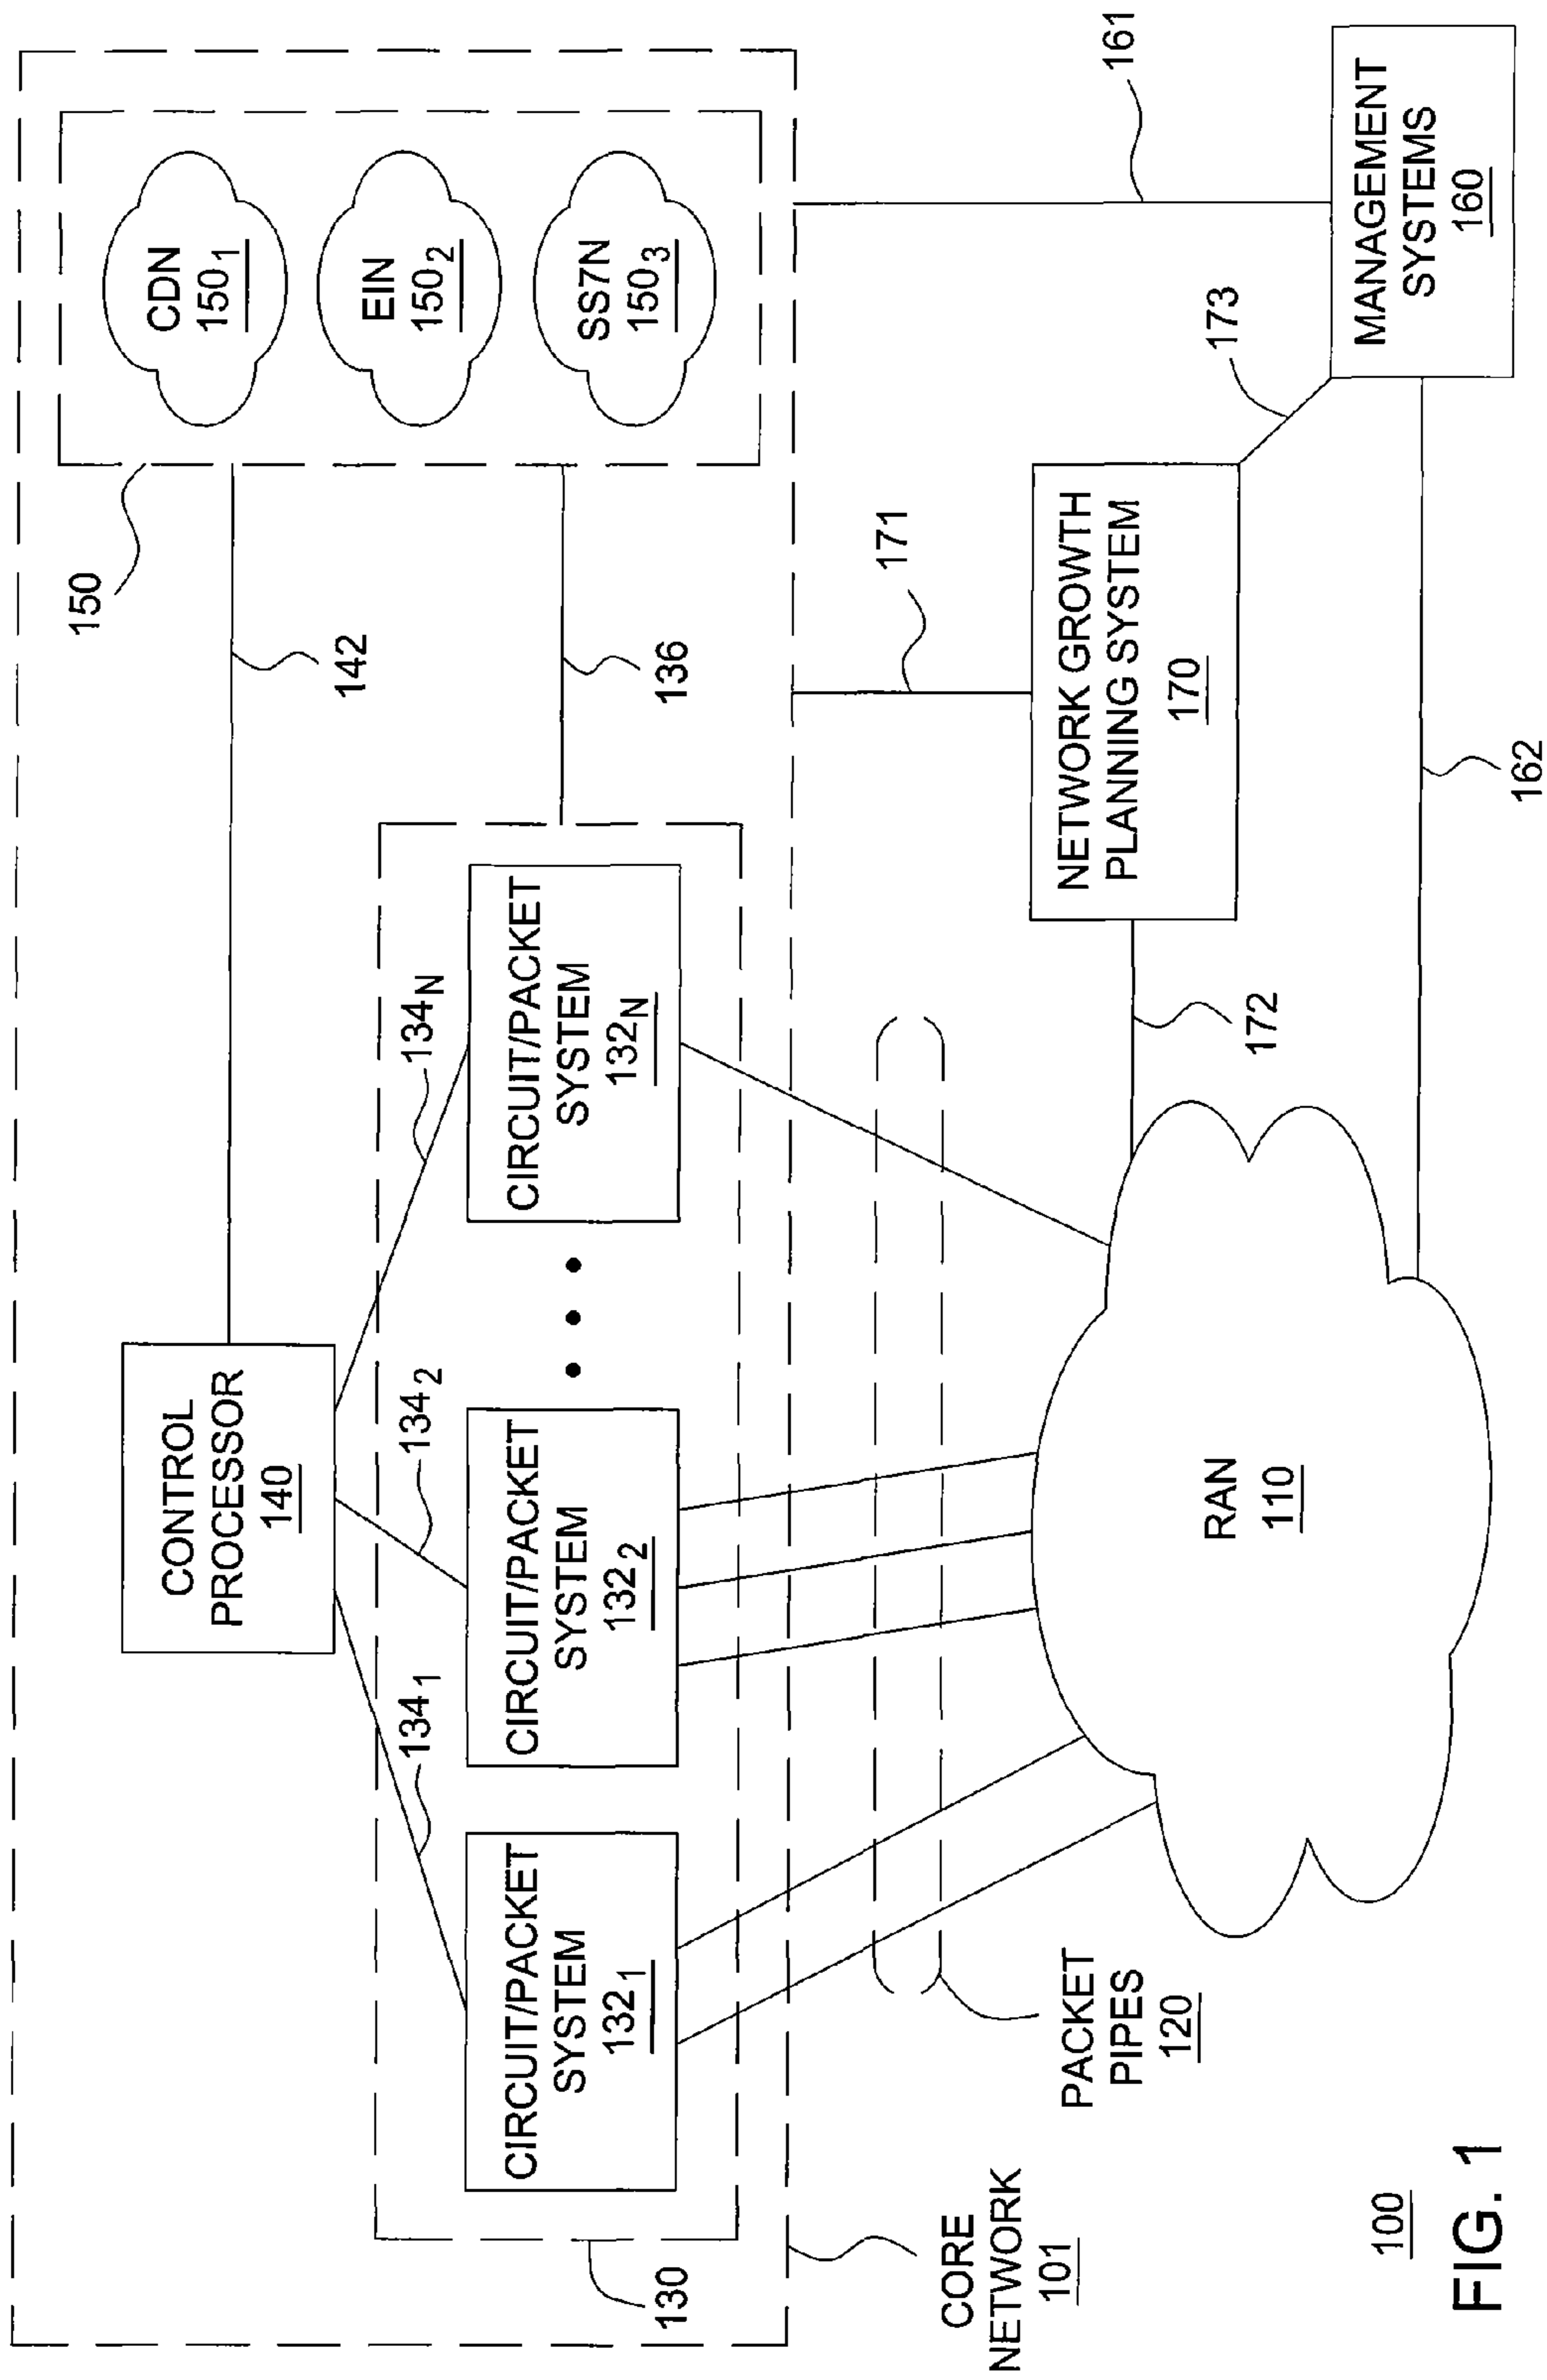 CONTROL
PROCESSOR
140
142
150
CDN
150₁
EIN
150₂
SS7N
150₃
134₁
134₂
134N
136
CIRCUIT/PACKET
SYSTEM
132₁
CIRCUIT/PACKET
SYSTEM
132₂
CIRCUIT/PACKET
SYSTEM
132N
130
CORE
NETWORK
101
PACKET
PIPES
120
171
161
NETWORK GROWTH
PLANNING SYSTEM
170
173
172
MANAGEMENT
SYSTEMS
160
RAN
110
162
100
FIG. 1